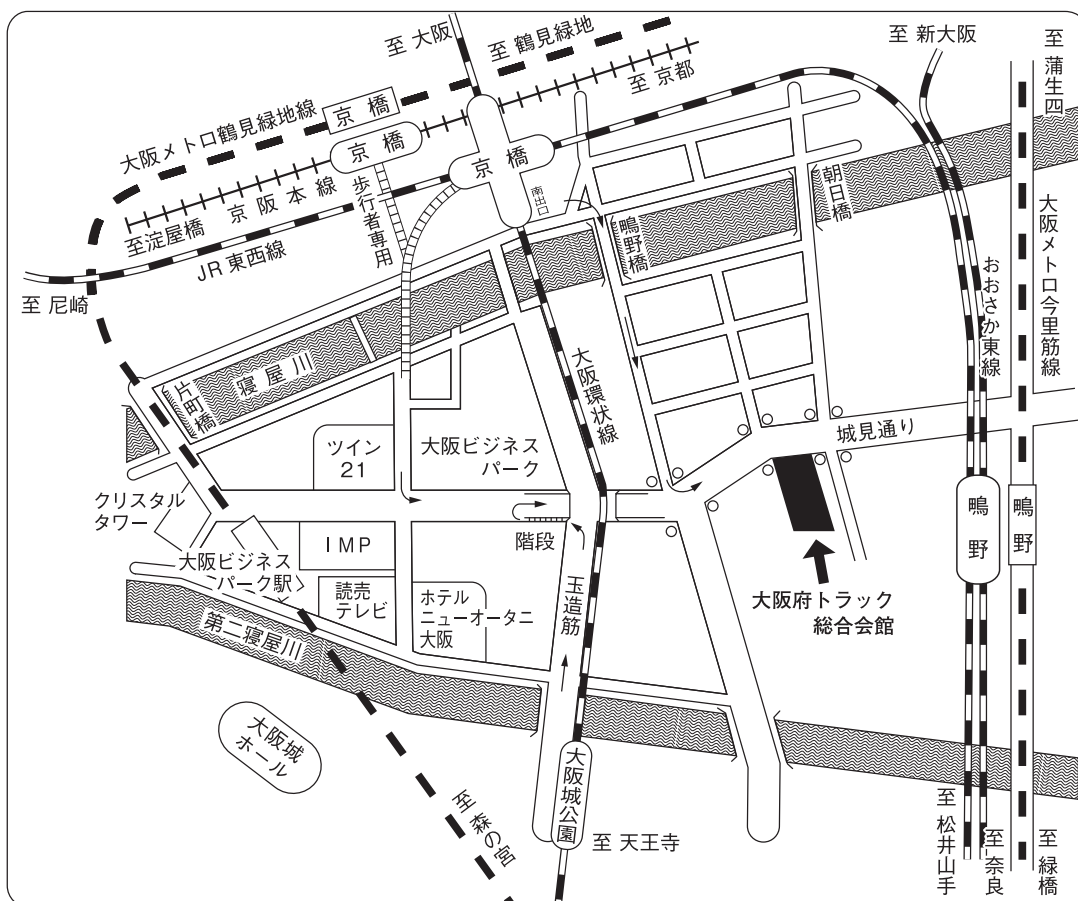 至 大阪
至 鶴見緑地
至 京都
至 新大阪
至 蒲生四
大阪メトロ鶴見緑地線
京橋
京橋
京橋
南出口
至淀屋橋
京阪本線
歩行者専用
JR 東西線
至 尼崎
鴫野橋
朝日橋
おおさか東線
大阪メトロ今里筋線
片町橋
寝屋川
大阪環状線
城見通り
ツイン
21
大阪ビジネス
パーク
クリスタル
タワー
階段
鴫野
鴫野
大阪ビジネス
パーク駅
IMP
読売
テレビ
ホテル
ニューオータニ
大阪
玉造筋
大阪府トラック
総合会館
第二寝屋川
大阪城
ホール
大阪城公園
至 森の宮
至 天王寺
至 松井山手
至 奈良
至 緑橋